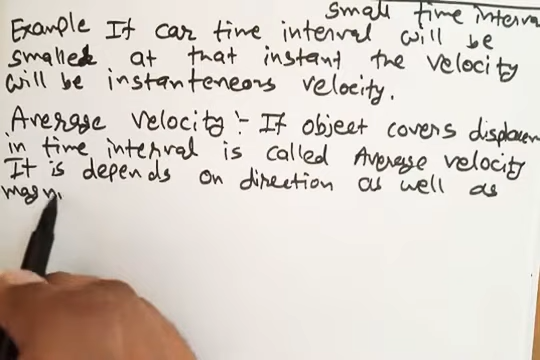 small time interva
Example If car time interval will be
smalled at that instant the velocity
will be instanteneors velocity.
Average velocity :- If object covers displacem
in time interval is called Average velocity
It is depends on direction as well as
magn